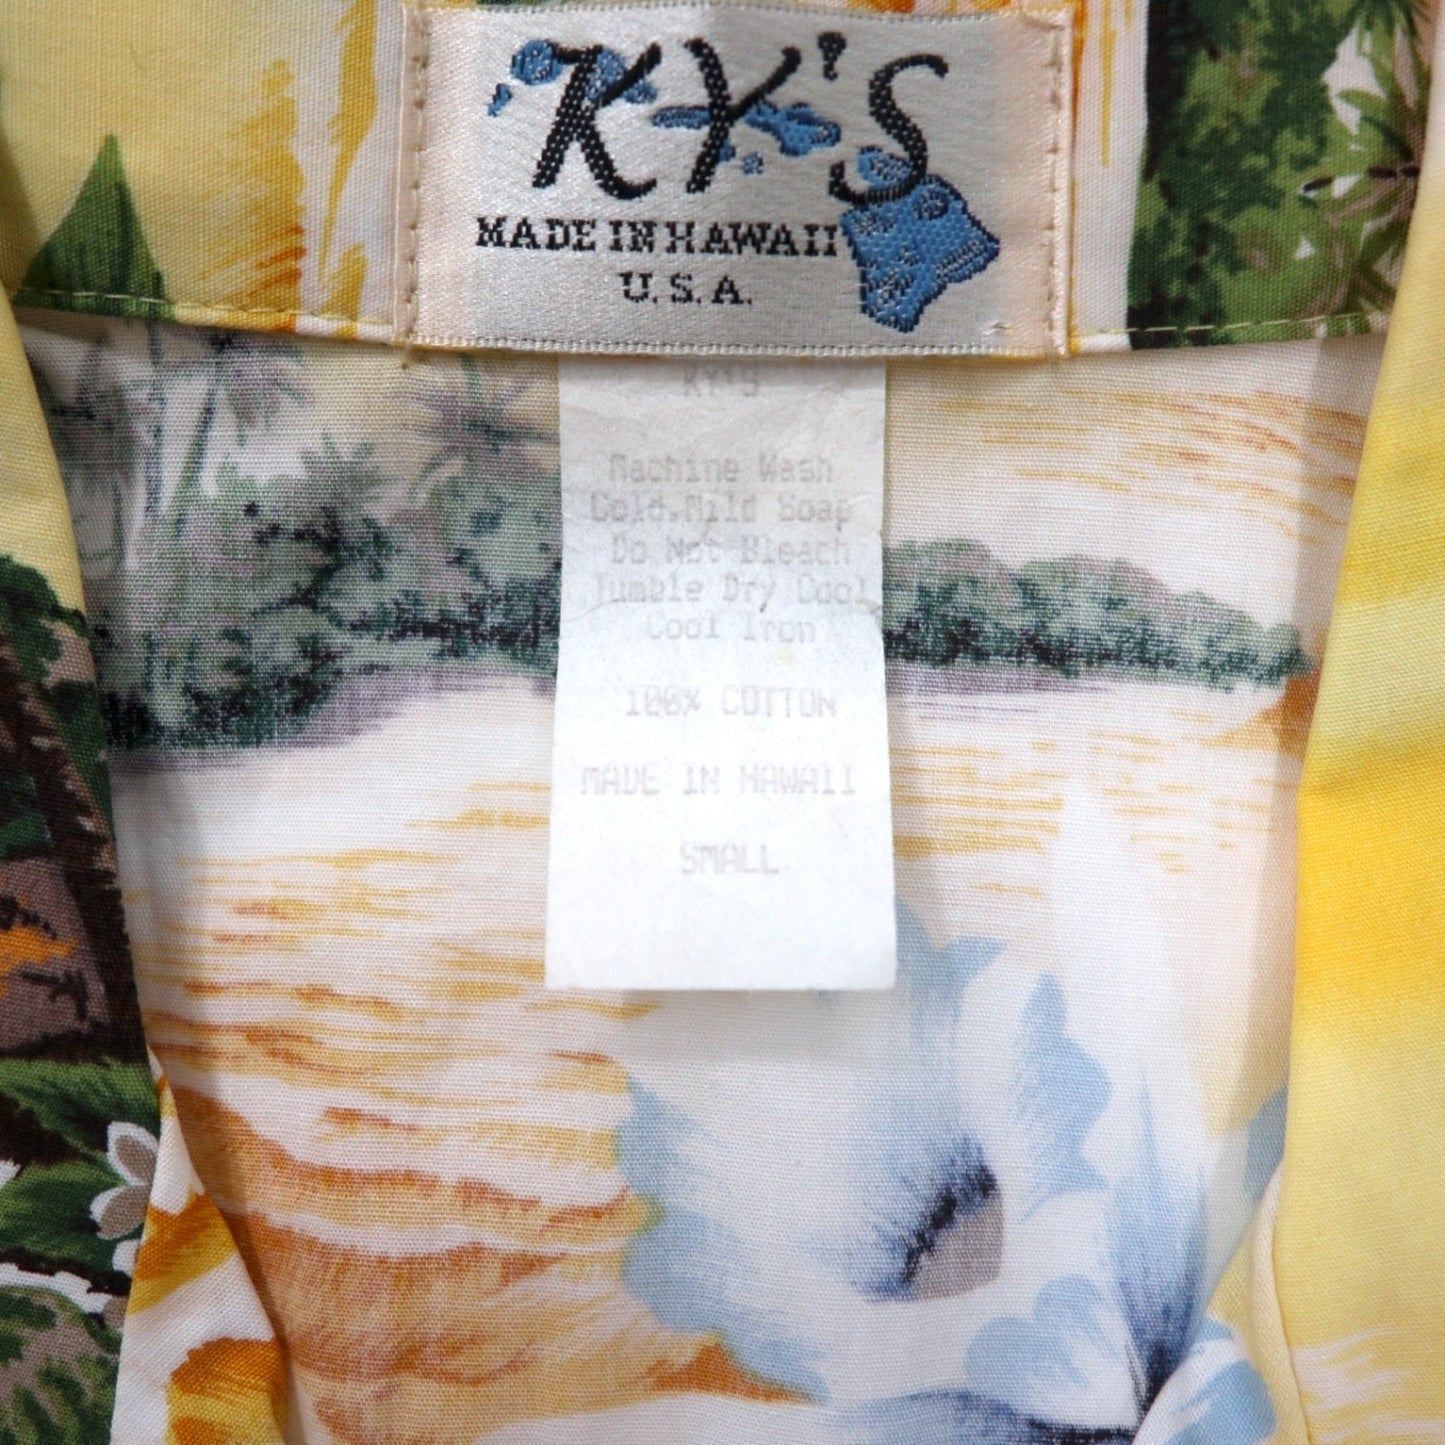 KY'S
MADE IN HAWAII
U.S.A.
KY'S
Machine Wash
Cold.Mild Soap
Do Not Bleach
Tumble Dry Cool
Cool Iron
100% COTTON
MADE IN HAWAII
SMALL